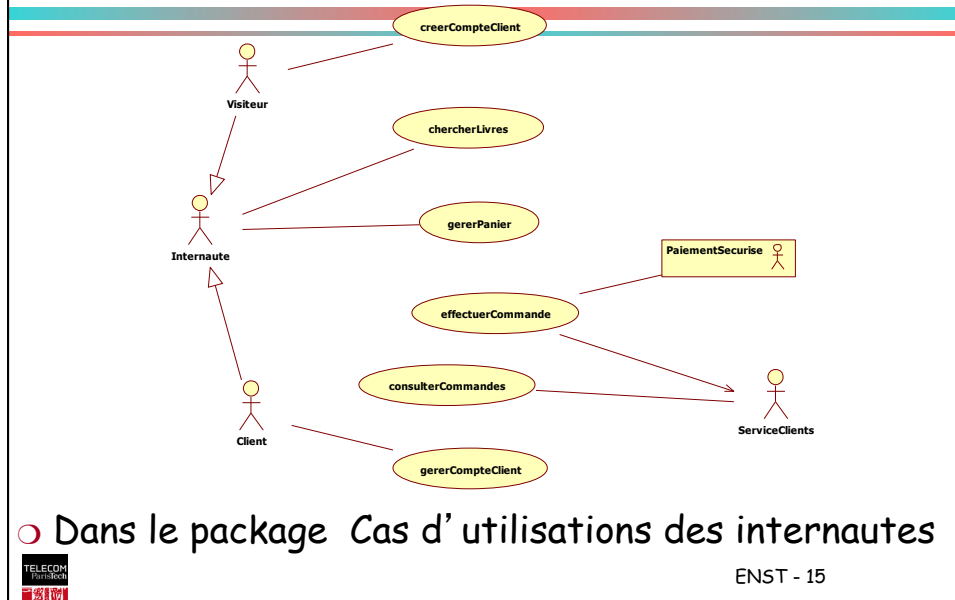 creerCompteClient
Visiteur
chercherLivres
gererPanier
Internaute
PaiementSecurise
effectuerCommande
consulterCommandes
ServiceClients
Client
gererCompteClient
Dans le package Cas d’utilisations des internautes
TELECOM
ParisTech
ENST - 15